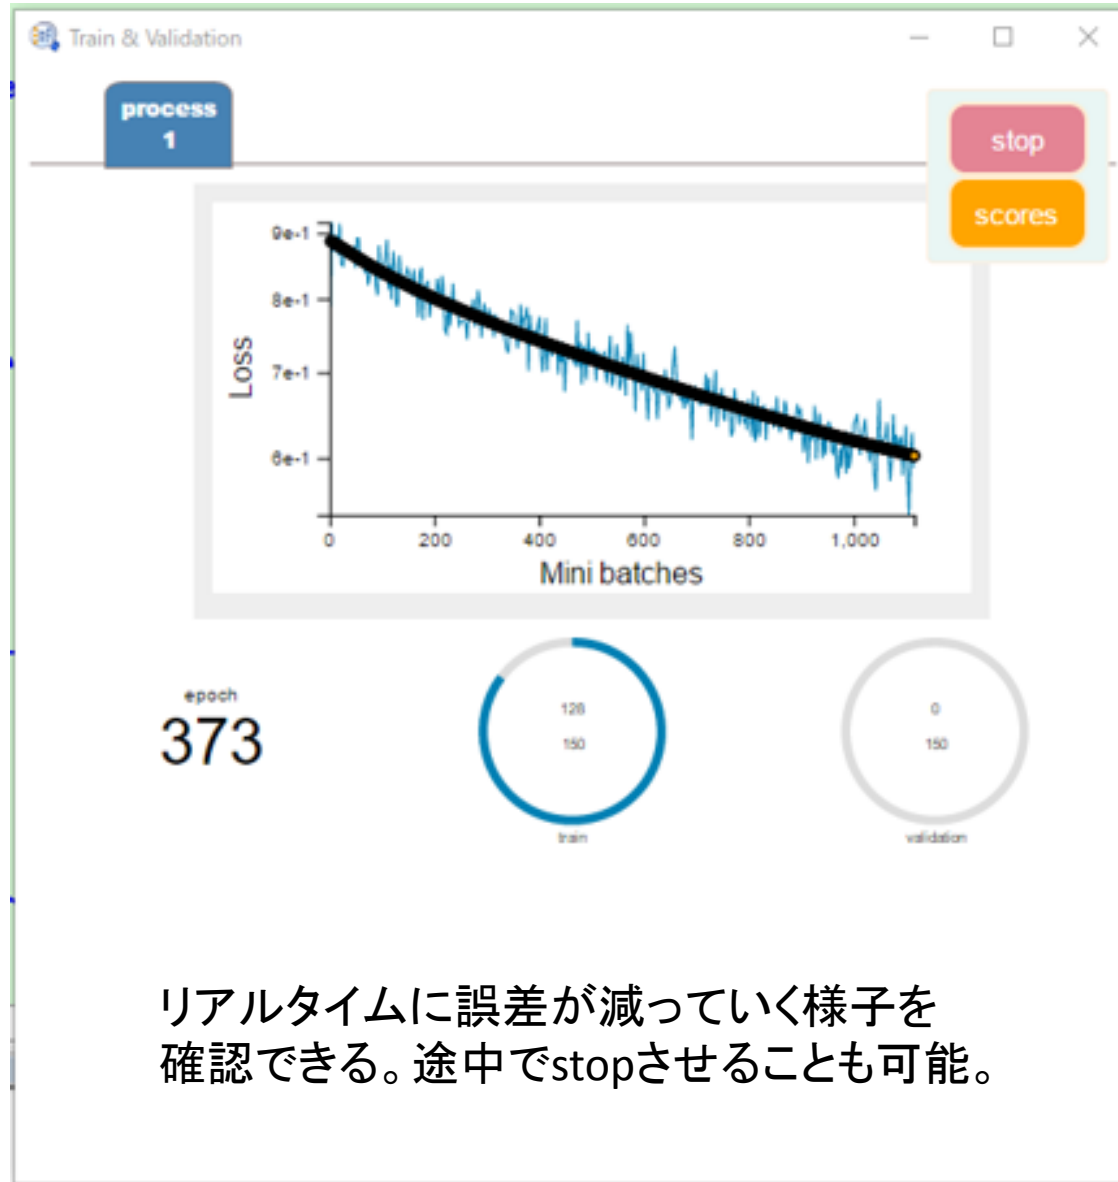 Train & Validation
process
1
stop
scores
9e-1
8e-1
7e-1
6e-1
Loss
0 200 400 600 800 1,000
Mini batches
epoch
373
128
150
train
0
150
validation
リアルタイムに誤差が減っていく様子を
確認できる。途中でstopさせることも可能。